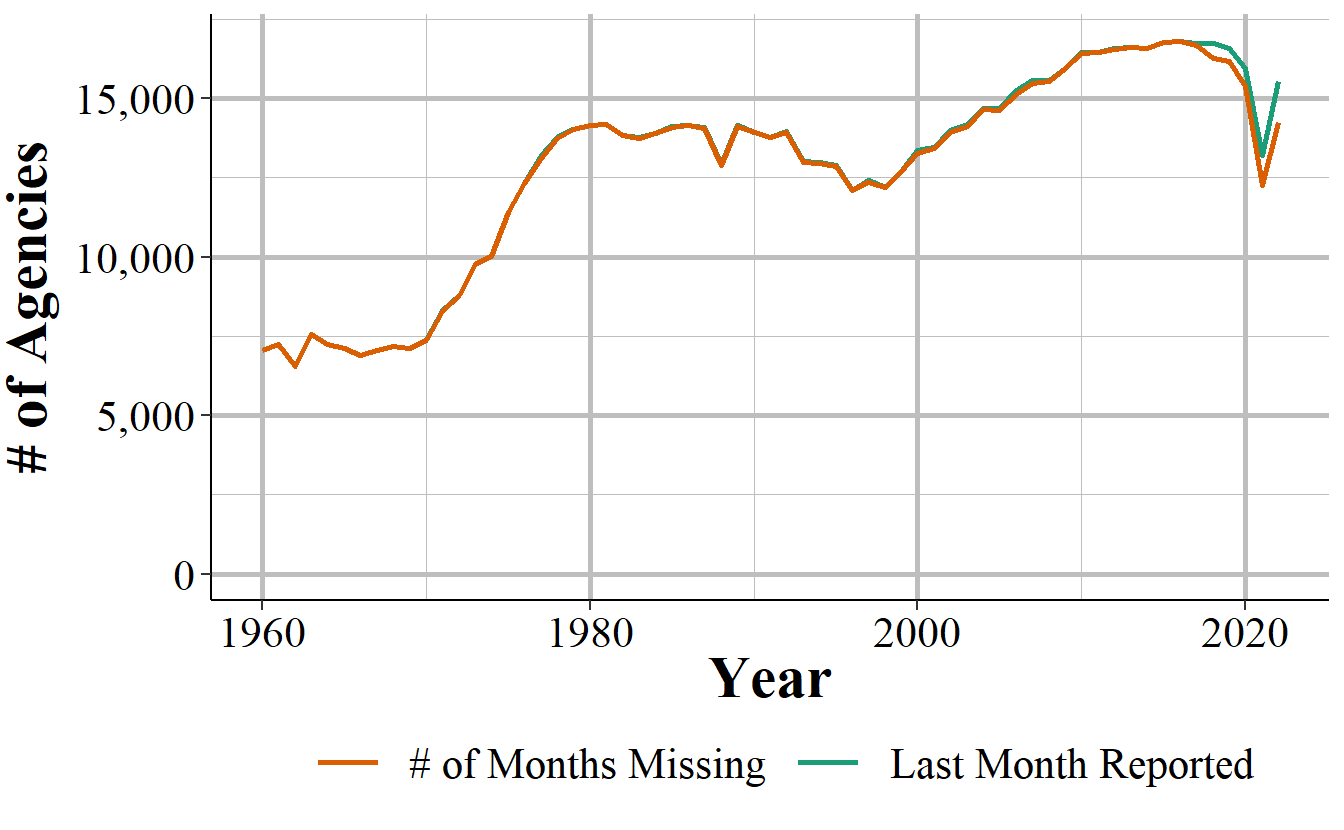 # of Agencies
15,000
10,000
5,000
0
1960 1980 2000 2020
Year
# of Months Missing Last Month Reported